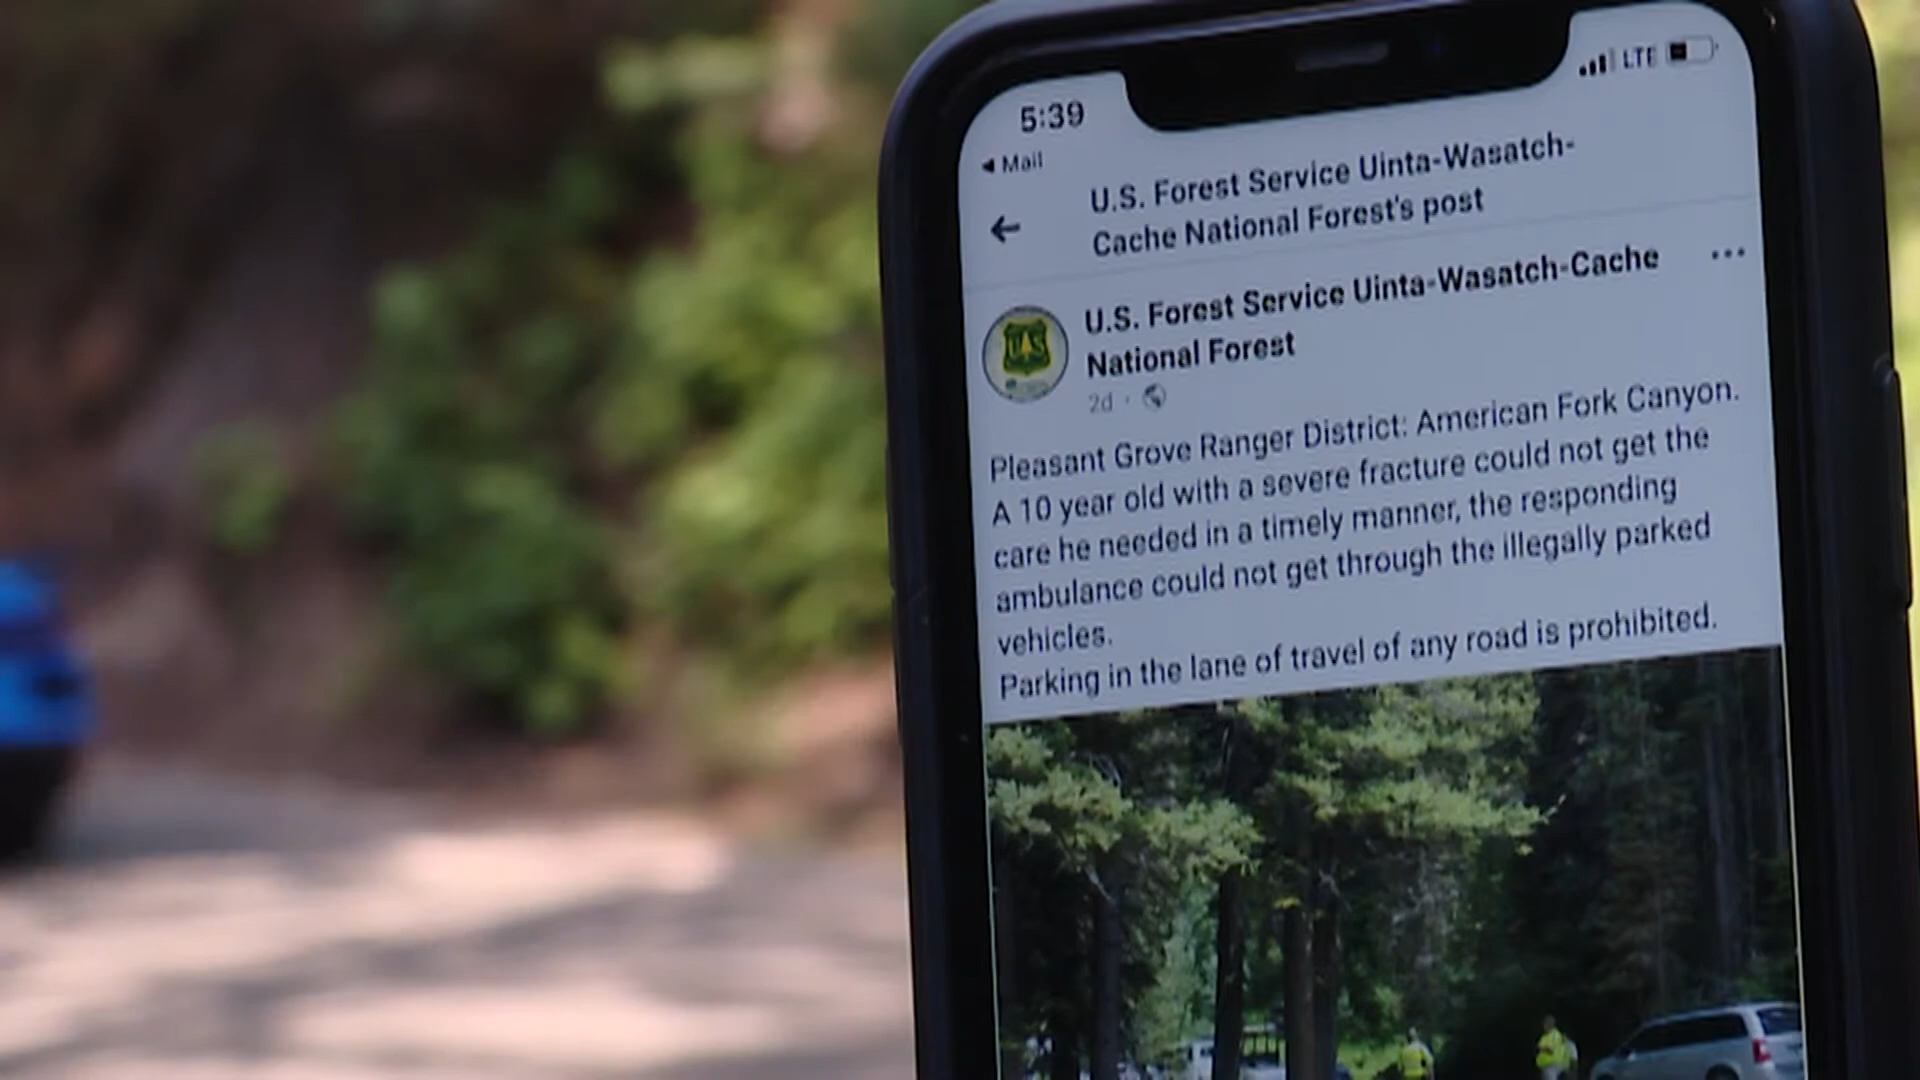 5:39
LTE
Mail
U.S. Forest Service Uinta-Wasatch-
Cache National Forest's post
U.S. Forest Service Uinta-Wasatch-Cache
National Forest
2d
UAS
Pleasant Grove Ranger District: American Fork Canyon.
A 10 year old with a severe fracture could not get the
care he needed in a timely manner, the responding
ambulance could not get through the illegally parked
vehicles.
Parking in the lane of travel of any road is prohibited.